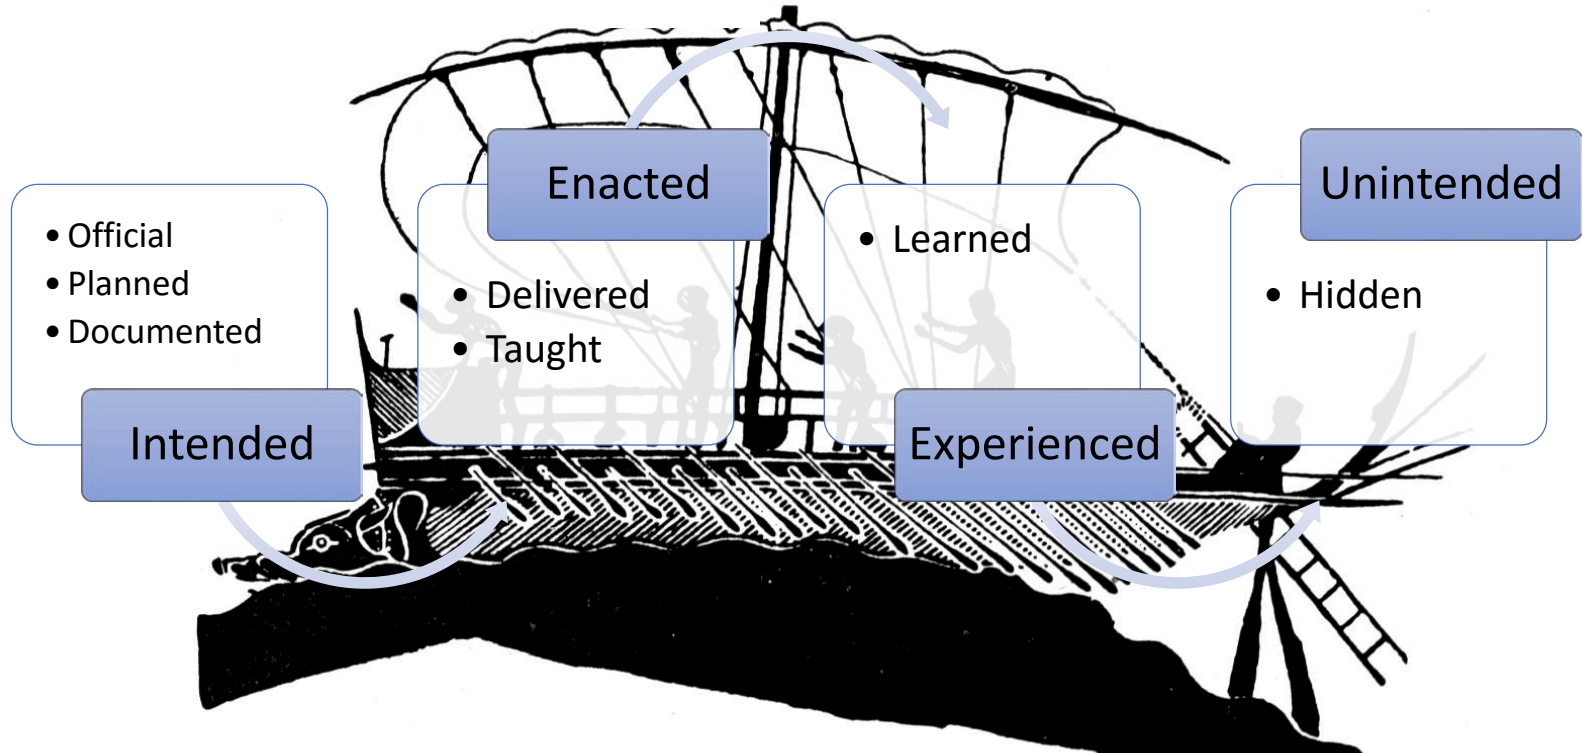 • Official
• Planned
• Documented
Intended
Enacted
• Delivered
• Taught
• Learned
Experienced
Unintended
• Hidden